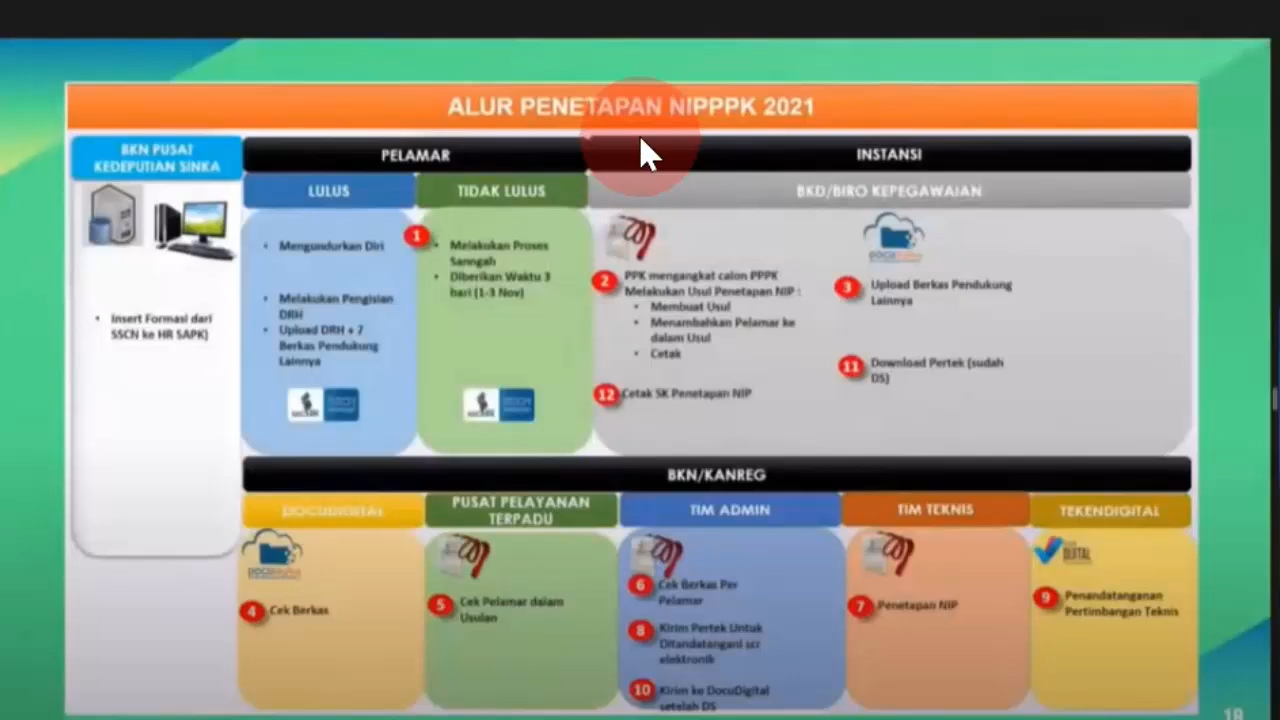 ALUR PENETAPAN NIPPPK 2021
BKN PUSAT
KEDEPUTIAN SINKA
PELAMAR
INSTANSI
LULUS
TIDAK LULUS
BKD/BIRO KEPEGAWAIAN
• Insert Formasi dari
SSCN ke HR SAPK)
• Mengundurkan Diri
• Melakukan Pengisian
DRH
• Upload DRH + 7
Berkas Pendukung
Lainnya
1
• Melakukan Proses
Sanngah
• Diberikan Waktu 3
hari (1-3 Nov)
2 PPK mengangkat calon PPPK
Melakukan Usul Penetapan NIP :
• Membuat Usul
• Menambahkan Pelamar ke
dalam Usul
• Cetak
12 Cetak SK Penetapan NIP
3 Upload Berkas Pendukung
Lainnya
11 Download Pertek (sudah
DS)
BKN/KANREG
DOCUDIGITAL
PUSAT PELAYANAN
TERPADU
TIM ADMIN
TIM TEKNIS
TEKENDIGITAL
4 Cek Berkas
5 Cek Pelamar dalam
Usulan
6 Cek Berkas Per
Pelamar
8 Kirim Pertek Untuk
Ditandatangani scr
elektronik
10 Kirim ke DocuDigital
setelah DS
7 Penetapan NIP
DIGITAL
9 Penandatanganan
Pertimbangan Teknis
18